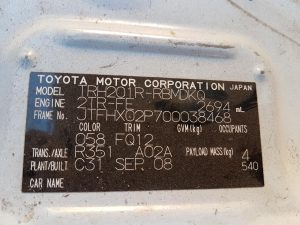 TOYOTA MOTOR CORPORATION JAPAN
MODEL TRH201R-FRBMDKQ
ENGINE 2TR-FE 2694 mL
FRAME No. JTFHX02P700038468
COLOR TRIM GVM(kg) OCCUPANTS
058 FQ12
TRANS./AXLE R351 A02A PAYLOAD MASS(kg) 4
PLANT/BUILT C31 SEP.08 540
CAR NAME